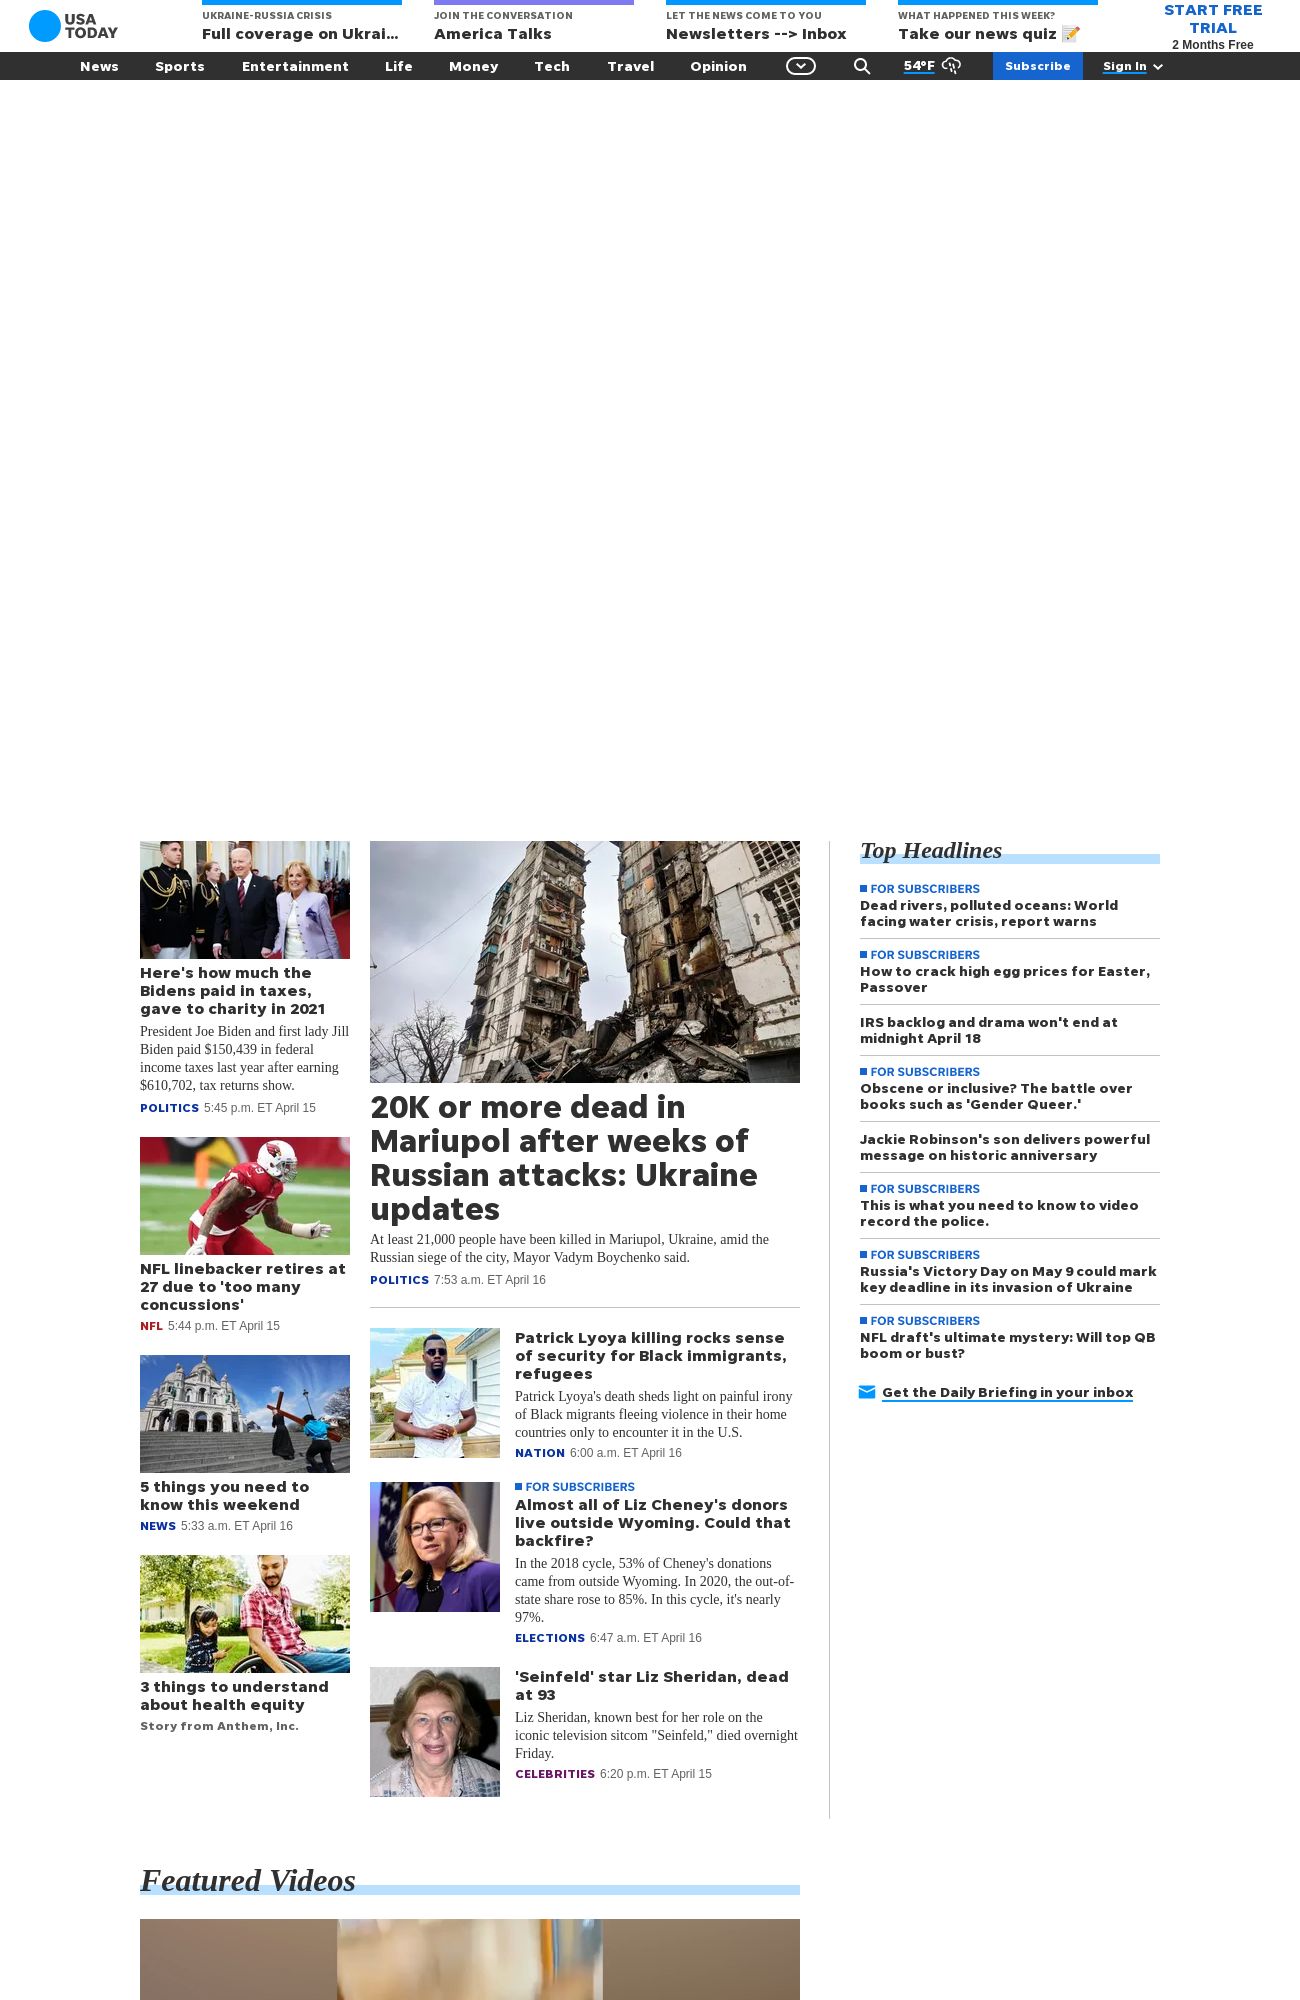 USA
TODAY
UKRAINE-RUSSIA CRISIS
Full coverage on Ukrai...
JOIN THE CONVERSATION
America Talks
LET THE NEWS COME TO YOU
Newsletters --> Inbox
WHAT HAPPENED THIS WEEK?
Take our news quiz 📝
START FREE
TRIAL
2 Months Free
News Sports Entertainment Life Money Tech Travel Opinion 54°F Subscribe Sign In
Here's how much the
Bidens paid in taxes,
gave to charity in 2021
President Joe Biden and first lady Jill
Biden paid $150,439 in federal
income taxes last year after earning
$610,702, tax returns show.
POLITICS 5:45 p.m. ET April 15
NFL linebacker retires at
27 due to 'too many
concussions'
NFL 5:44 p.m. ET April 15
5 things you need to
know this weekend
NEWS 5:33 a.m. ET April 16
3 things to understand
about health equity
Story from Anthem, Inc.
20K or more dead in
Mariupol after weeks of
Russian attacks: Ukraine
updates
At least 21,000 people have been killed in Mariupol, Ukraine, amid the
Russian siege of the city, Mayor Vadym Boychenko said.
POLITICS 7:53 a.m. ET April 16
Patrick Lyoya killing rocks sense
of security for Black immigrants,
refugees
Patrick Lyoya's death sheds light on painful irony
of Black migrants fleeing violence in their home
countries only to encounter it in the U.S.
NATION 6:00 a.m. ET April 16
FOR SUBSCRIBERS
Almost all of Liz Cheney's donors
live outside Wyoming. Could that
backfire?
In the 2018 cycle, 53% of Cheney's donations
came from outside Wyoming. In 2020, the out-of-
state share rose to 85%. In this cycle, it's nearly
97%.
ELECTIONS 6:47 a.m. ET April 16
'Seinfeld' star Liz Sheridan, dead
at 93
Liz Sheridan, known best for her role on the
iconic television sitcom "Seinfeld," died overnight
Friday.
CELEBRITIES 6:20 p.m. ET April 15
Top Headlines
FOR SUBSCRIBERS
Dead rivers, polluted oceans: World
facing water crisis, report warns
FOR SUBSCRIBERS
How to crack high egg prices for Easter,
Passover
IRS backlog and drama won't end at
midnight April 18
FOR SUBSCRIBERS
Obscene or inclusive? The battle over
books such as 'Gender Queer.'
Jackie Robinson's son delivers powerful
message on historic anniversary
FOR SUBSCRIBERS
This is what you need to know to video
record the police.
FOR SUBSCRIBERS
Russia's Victory Day on May 9 could mark
key deadline in its invasion of Ukraine
FOR SUBSCRIBERS
NFL draft's ultimate mystery: Will top QB
boom or bust?
Get the Daily Briefing in your inbox
Featured Videos